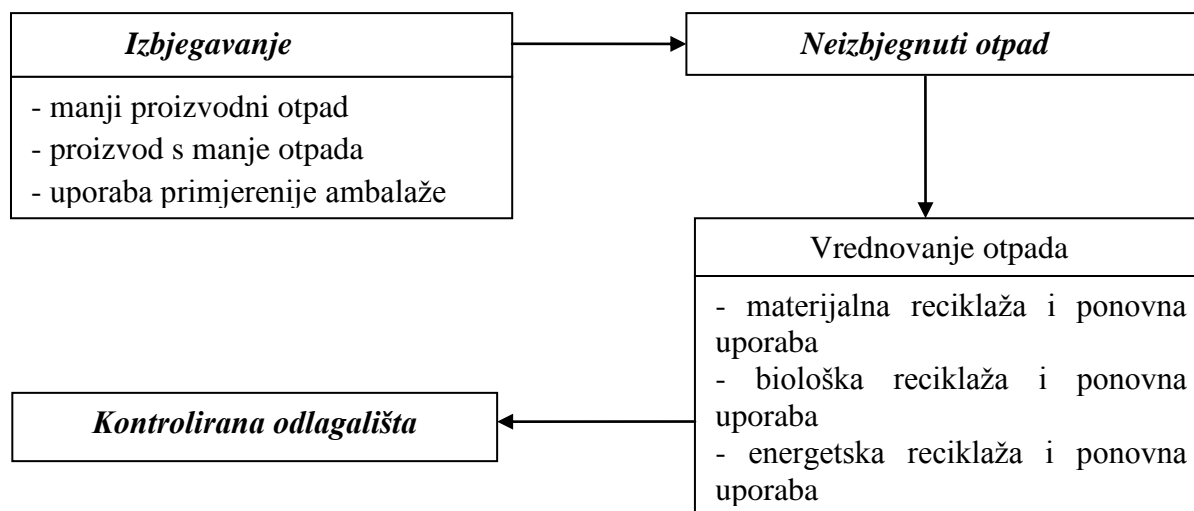 Izbjegavanje
- manji proizvodni otpad
- proizvod s manje otpada
- uporaba primjerenije ambalaže
Neizbjegnuti otpad
Vrednovanje otpada
- materijalna reciklaža i ponovna
uporaba
- biološka reciklaža i ponovna
uporaba
- energetska reciklaža i ponovna
uporaba
Kontrolirana odlagališta